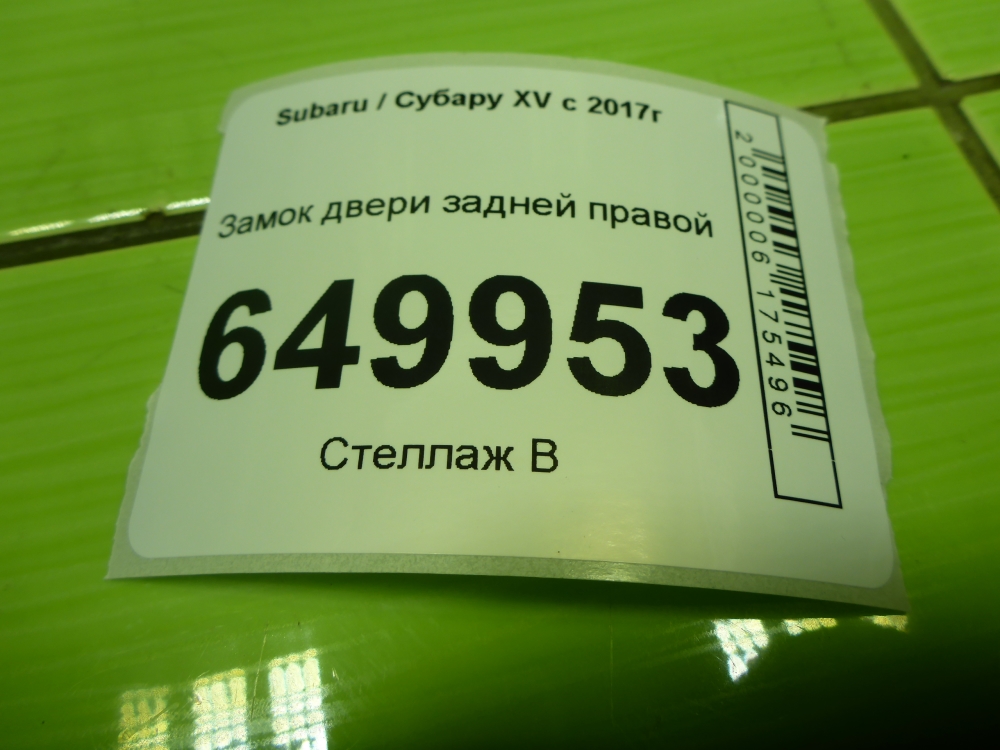 Subaru / Субару XV с 2017г
Замок двери задней правой
649953
Стеллаж В
2000006175496